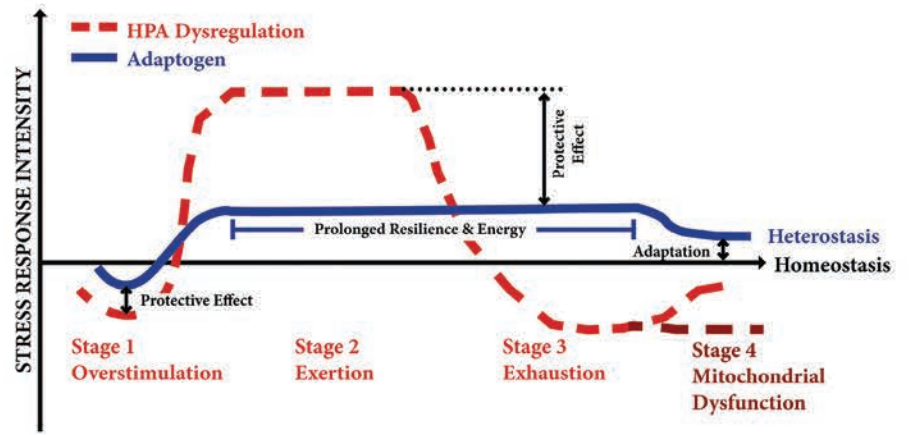 HPA Dysregulation
Adaptogen
STRESS RESPONSE INTENSITY
Protective
Effect
Prolonged Resilience & Energy
Adaptation
Heterostasis
Homeostasis
Protective Effect
Stage 1
Overstimulation
Stage 2
Exertion
Stage 3
Exhaustion
Stage 4
Mitochondrial
Dysfunction